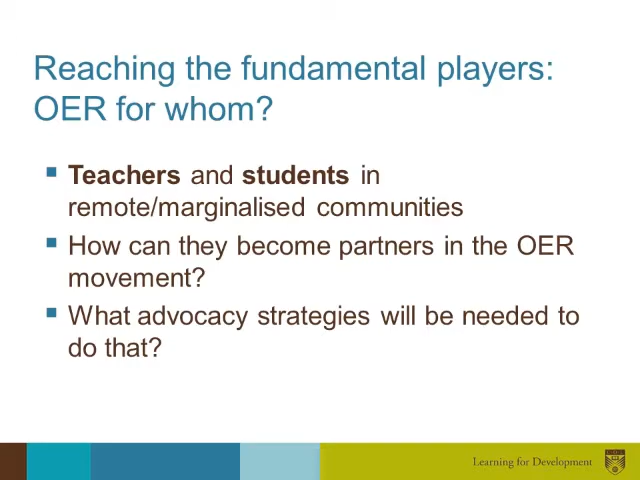 Reaching the fundamental players:
OER for whom?
Teachers and students in
remote/marginalised communities
How can they become partners in the OER
movement?
What advocacy strategies will be needed to
do that?
Learning for Development